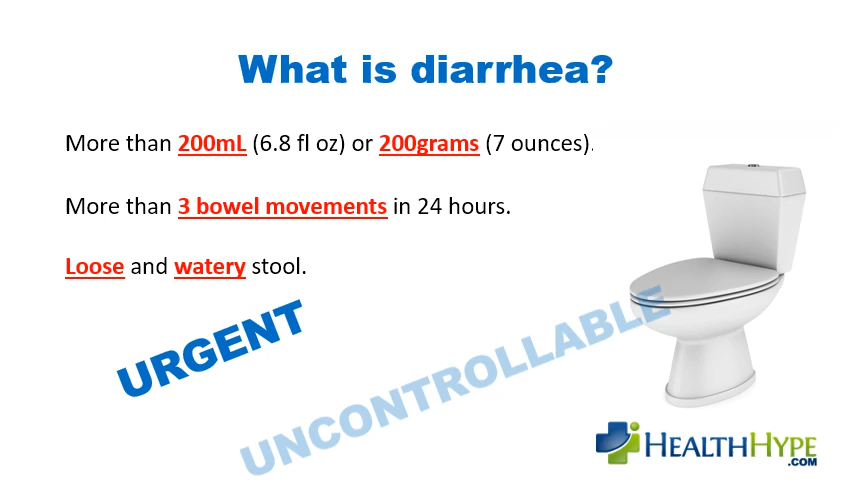 What is diarrhea?
More than 200mL (6.8 fl oz) or 200grams (7 ounces).
More than 3 bowel movements in 24 hours.
Loose and watery stool.
URGENT
UNCONTROLLABLE
HEALTHHYPE
.COM